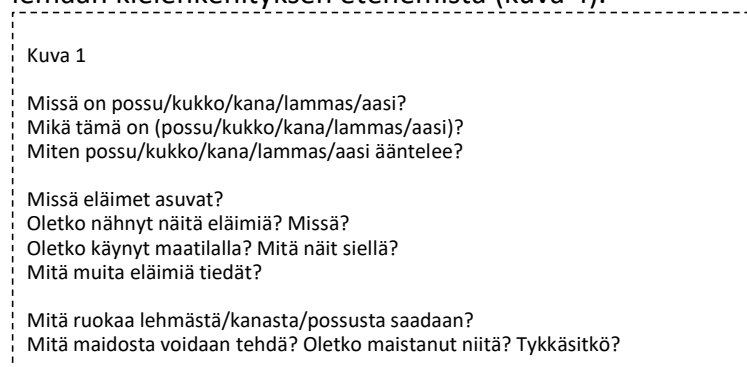 Kuva 1
Missä on possu/kukko/kana/lammas/aasi?
Mikä tämä on (possu/kukko/kana/lammas/aasi)?
Miten possu/kukko/kana/lammas/aasi ääntelee?
Missä eläimet asuvat?
Oletko nähnyt näitä eläimiä? Missä?
Oletko käynyt maatilalla? Mitä näit siellä?
Mitä muita eläimiä tiedät?
Mitä ruokaa lehmästä/kanasta/possusta saadaan?
Mitä maidosta voidaan tehdä? Oletko maistanut niitä? Tykkäsitkö?